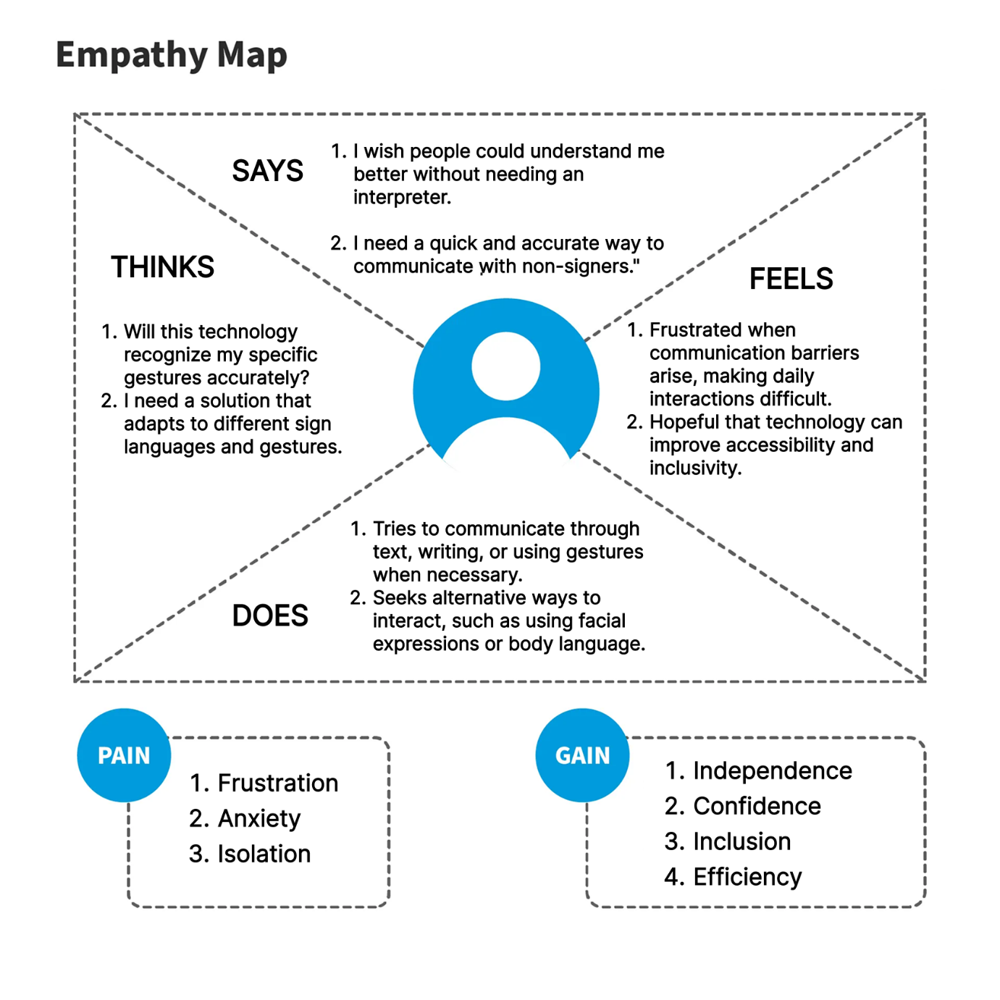 Empathy Map
SAYS
1. I wish people could understand me
better without needing an
interpreter.
2. I need a quick and accurate way to
communicate with non-signers."
THINKS
1. Will this technology
recognize my specific
gestures accurately?
2. I need a solution that
adapts to different sign
languages and gestures.
FEELS
1. Frustrated when
communication barriers
arise, making daily
interactions difficult.
2. Hopeful that technology can
improve accessibility and
inclusivity.
DOES
1. Tries to communicate through
text, writing, or using gestures
when necessary.
2. Seeks alternative ways to
interact, such as using facial
expressions or body language.
PAIN
1. Frustration
2. Anxiety
3. Isolation
GAIN
1. Independence
2. Confidence
3. Inclusion
4. Efficiency